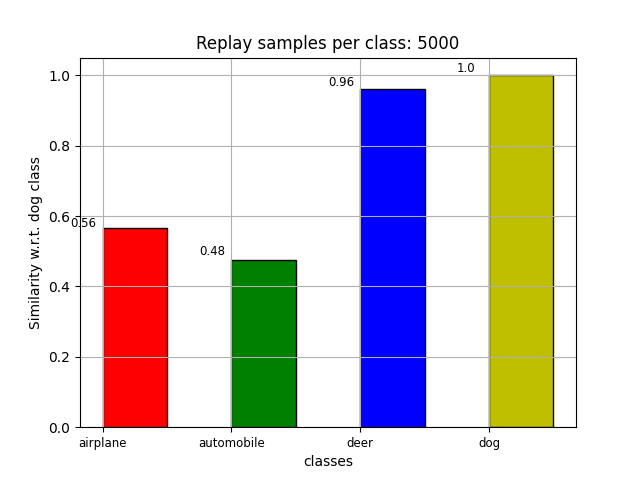 Replay samples per class: 5000
1.0
0.8
0.6
0.4
0.2
0.0
Similarity w.r.t. dog class
0.56
0.48
0.96
1.0
airplane
automobile
deer
dog
classes